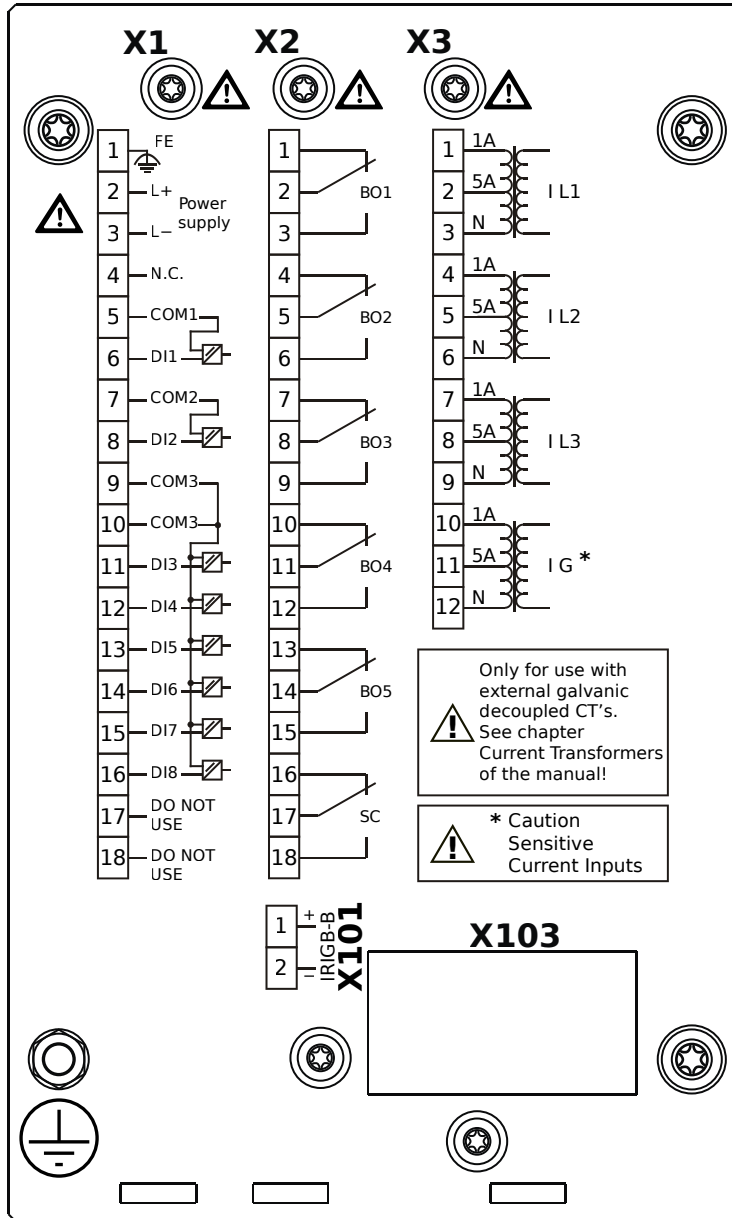 X1 X2 X3
1 FE
2 L+
Power
supply
3 L−
4 N.C.
5 COM1
6 DI1
7 COM2
8 DI2
9 COM3
10 COM3
11 DI3
12 DI4
13 DI5
14 DI6
15 DI7
16 DI8
17 DO NOT
USE
18 DO NOT
USE
1
2 BO1
3
4
5 BO2
6
7
8 BO3
9
10
11 BO4
12
13
14 BO5
15
16
17 SC
18
1 1A
2 5A I L1
3 N
4 1A
5 5A I L2
6 N
7 1A
8 5A I L3
9 N
10 1A
11 5A I G *
12 N
! Only for use with
external galvanic
decoupled CT's.
See chapter
Current Transformers
of the manual!
! * Caution
Sensitive
Current Inputs
1 +
2 −
IRIGB-B
X101
X103